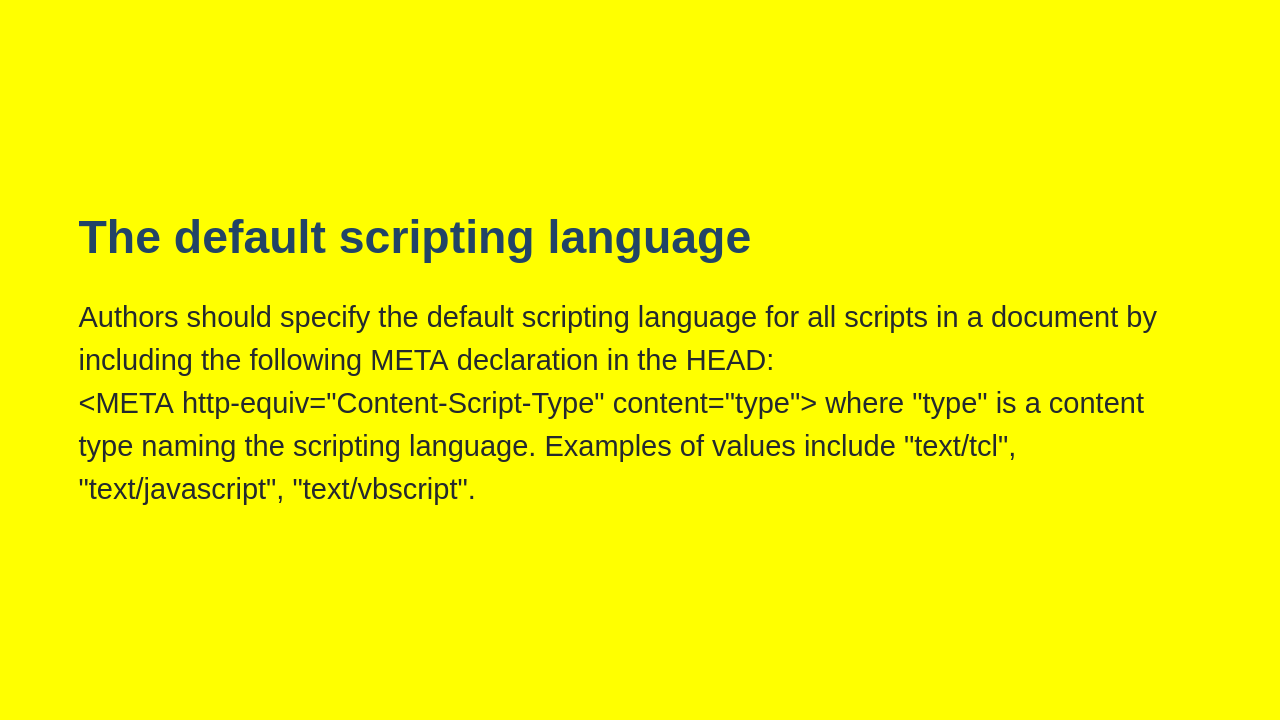 The default scripting language
Authors should specify the default scripting language for all scripts in a document by
including the following META declaration in the HEAD:
<META http-equiv="Content-Script-Type" content="type"> where "type" is a content
type naming the scripting language. Examples of values include "text/tcl",
"text/javascript", "text/vbscript".